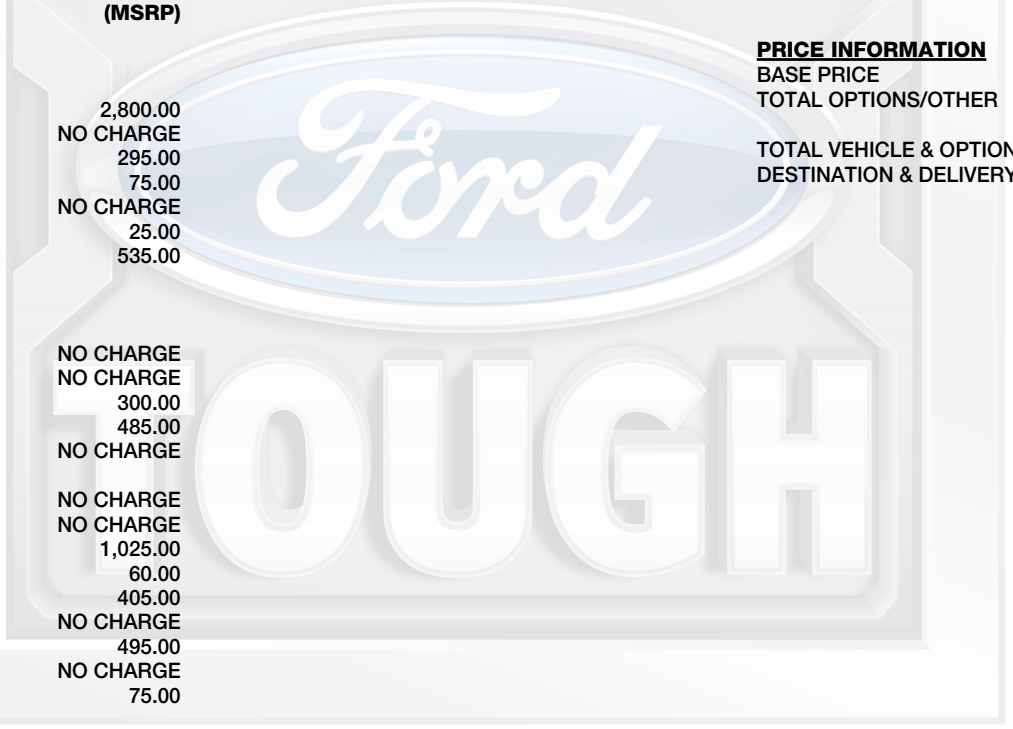 (MSRP)
2,800.00
NO CHARGE
295.00
75.00
NO CHARGE
25.00
535.00
NO CHARGE
NO CHARGE
300.00
485.00
NO CHARGE
NO CHARGE
NO CHARGE
1,025.00
60.00
405.00
NO CHARGE
495.00
NO CHARGE
75.00
PRICE INFORMATION
BASE PRICE
TOTAL OPTIONS/OTHER
TOTAL VEHICLE & OPTION
DESTINATION & DELIVERY
Ford
TOUGH